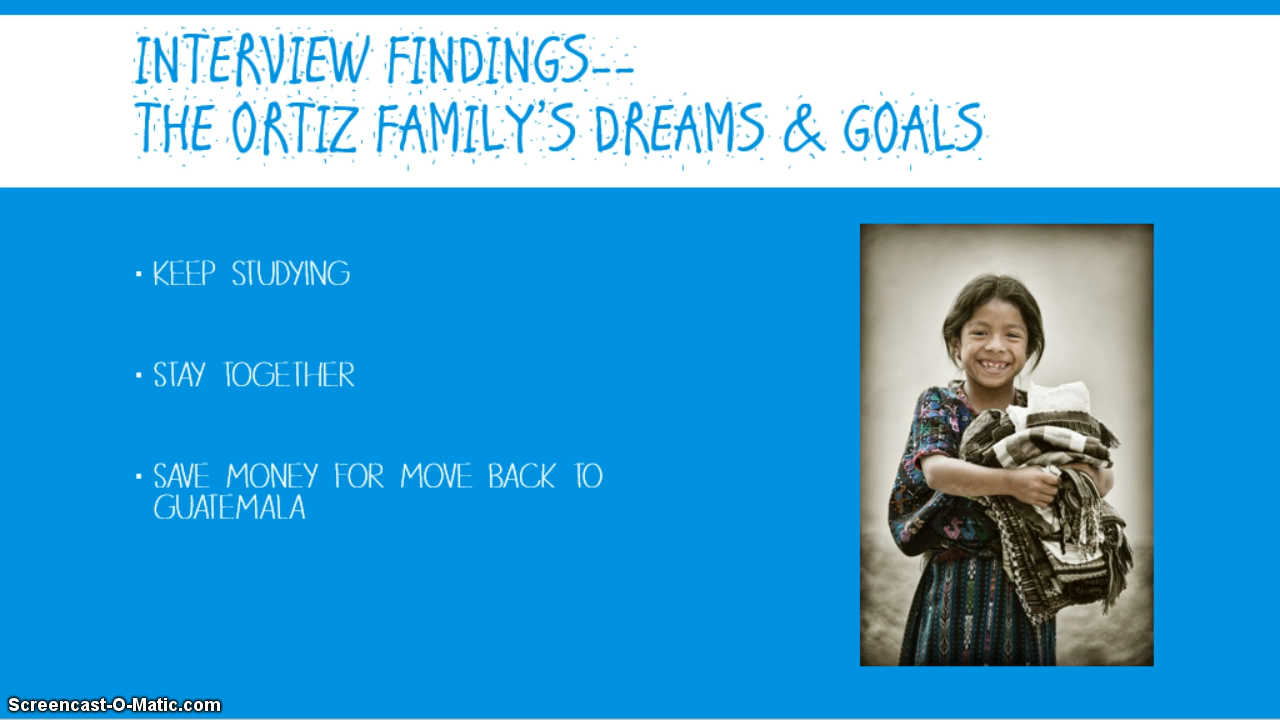 INTERVIEW FINDINGS--
THE ORTIZ FAMILY'S DREAMS & GOALS
• KEEP STUDYING
• STAY TOGETHER
• SAVE MONEY FOR MOVE BACK TO
GUATEMALA
Screencast-O-Matic.com